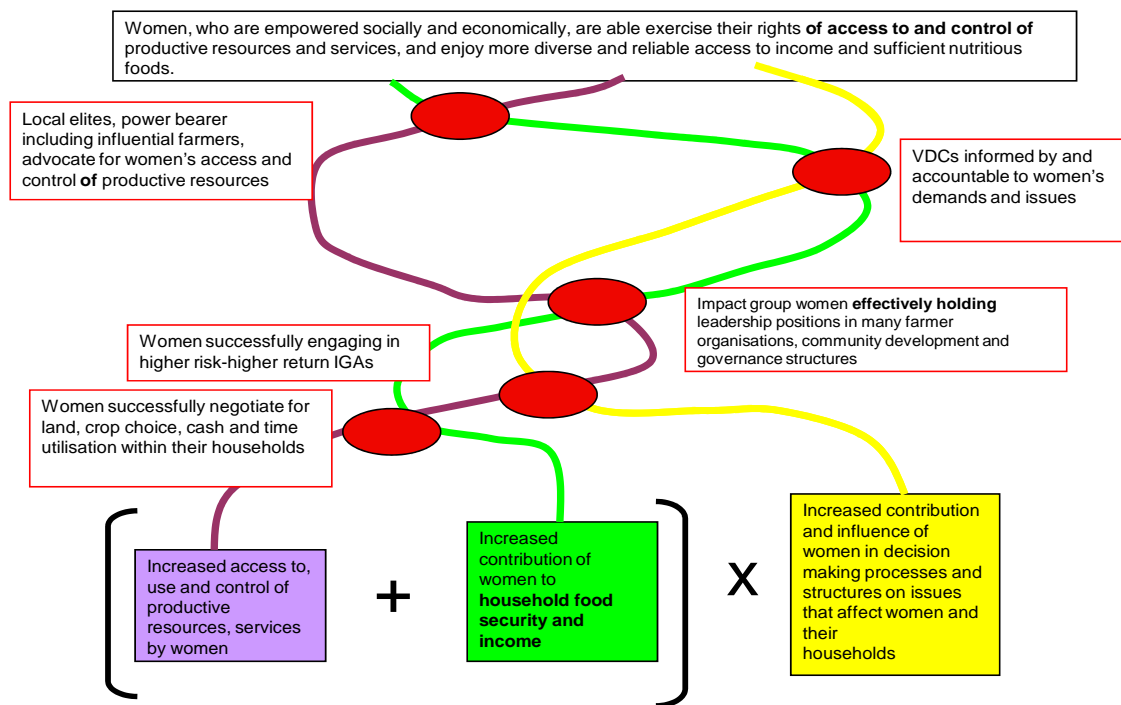 Women, who are empowered socially and economically, are able exercise their rights of access to and control of
productive resources and services, and enjoy more diverse and reliable access to income and sufficient nutritious
foods.
Local elites, power bearer
including influential farmers,
advocate for women’s access and
control of productive resources
VDCs informed by and
accountable to women’s
demands and issues
Impact group women effectively holding
leadership positions in many farmer
organisations, community development and
governance structures
Women successfully engaging in
higher risk-higher return IGAs
Women successfully negotiate for
land, crop choice, cash and time
utilisation within their households
Increased access to,
use and control of
productive
resources, services
by women
+
Increased
contribution of
women to
household food
security and
income
x
Increased contribution
and influence of
women in decision
making processes and
structures on issues
that affect women and
their
households